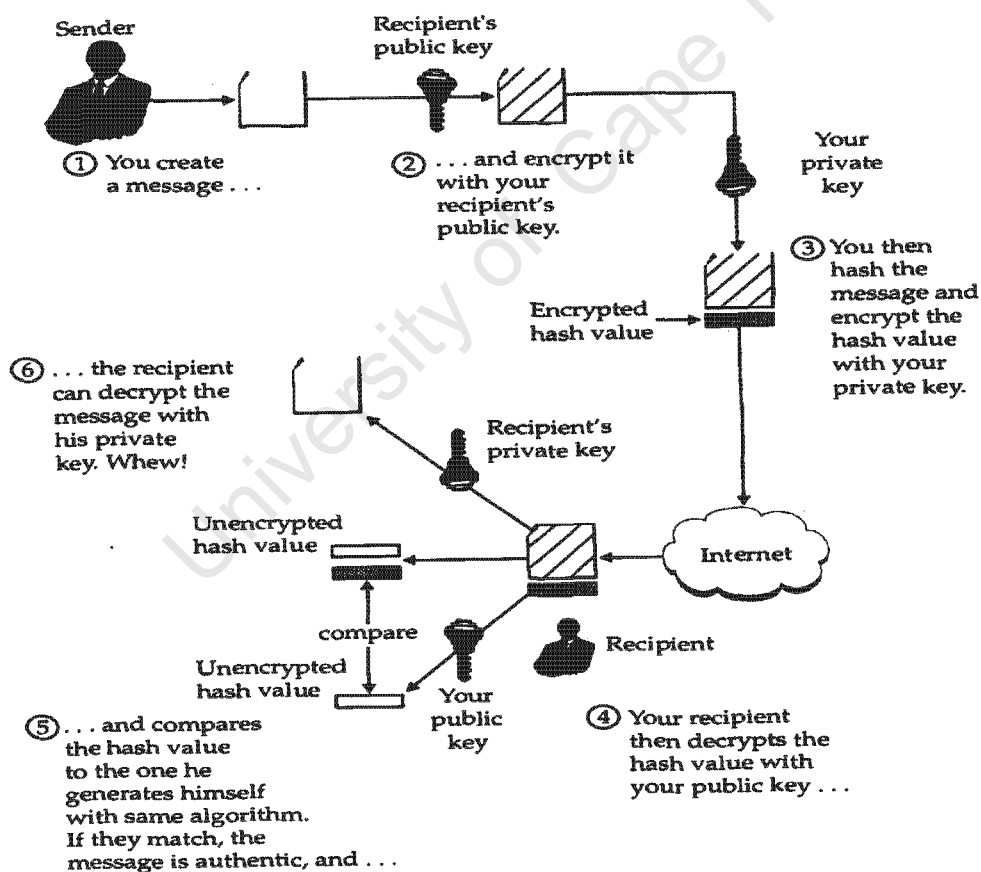 Sender
Recipient's
public key
① You create
a message . . .
② . . . and encrypt it
with your
recipient's
public key.
Your
private
key
③ You then
hash the
message and
encrypt the
hash value
with your
private key.
Encrypted
hash value
⑥ . . . the recipient
can decrypt the
message with
his private
key. Whew!
Recipient's
private key
Unencrypted
hash value
Internet
compare
Recipient
Unencrypted
hash value
Your
public
key
④ Your recipient
then decrypts the
hash value with
your public key . . .
⑤ . . . and compares
the hash value
to the one he
generates himself
with same algorithm.
If they match, the
message is authentic, and . . .
University of Cape